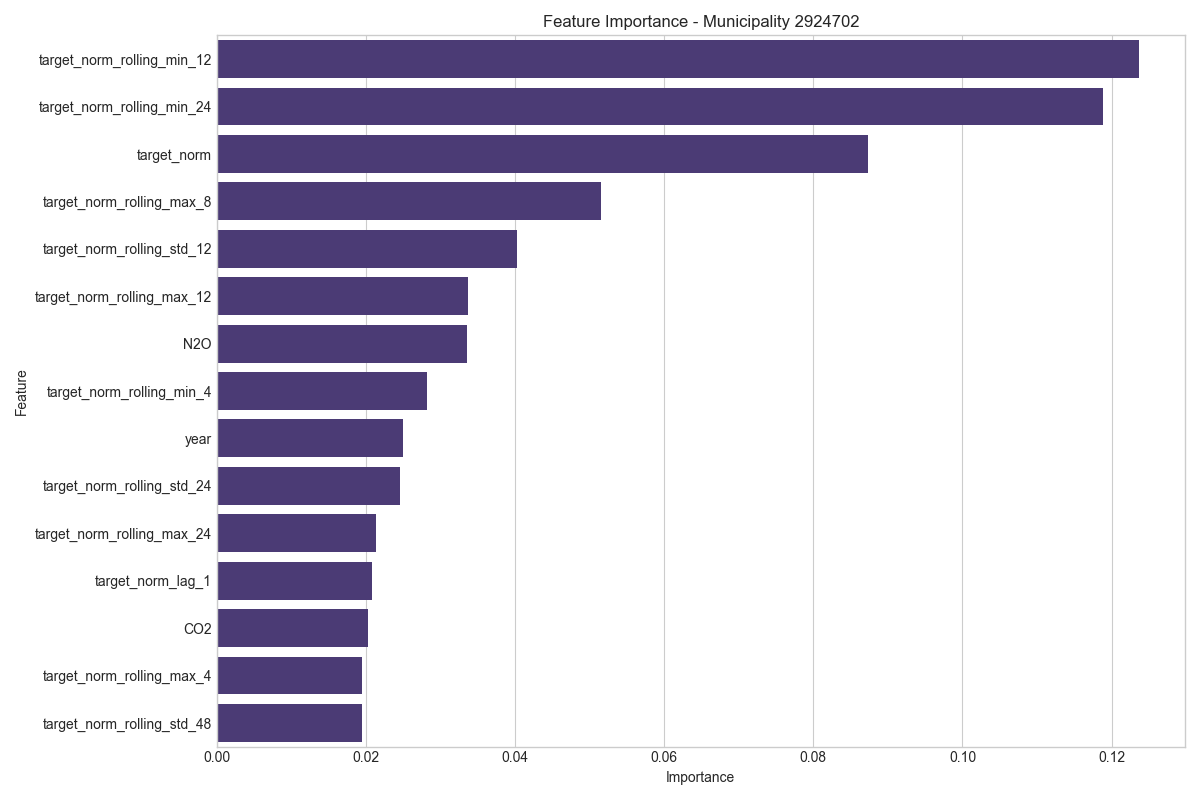 Feature Importance - Municipality 2924702
target_norm_rolling_min_12
target_norm_rolling_min_24
target_norm
target_norm_rolling_max_8
target_norm_rolling_std_12
target_norm_rolling_max_12
N2O
target_norm_rolling_min_4
year
target_norm_rolling_std_24
target_norm_rolling_max_24
target_norm_lag_1
CO2
target_norm_rolling_max_4
target_norm_rolling_std_48
Feature
0.00 0.02 0.04 0.06 0.08 0.10 0.12
Importance